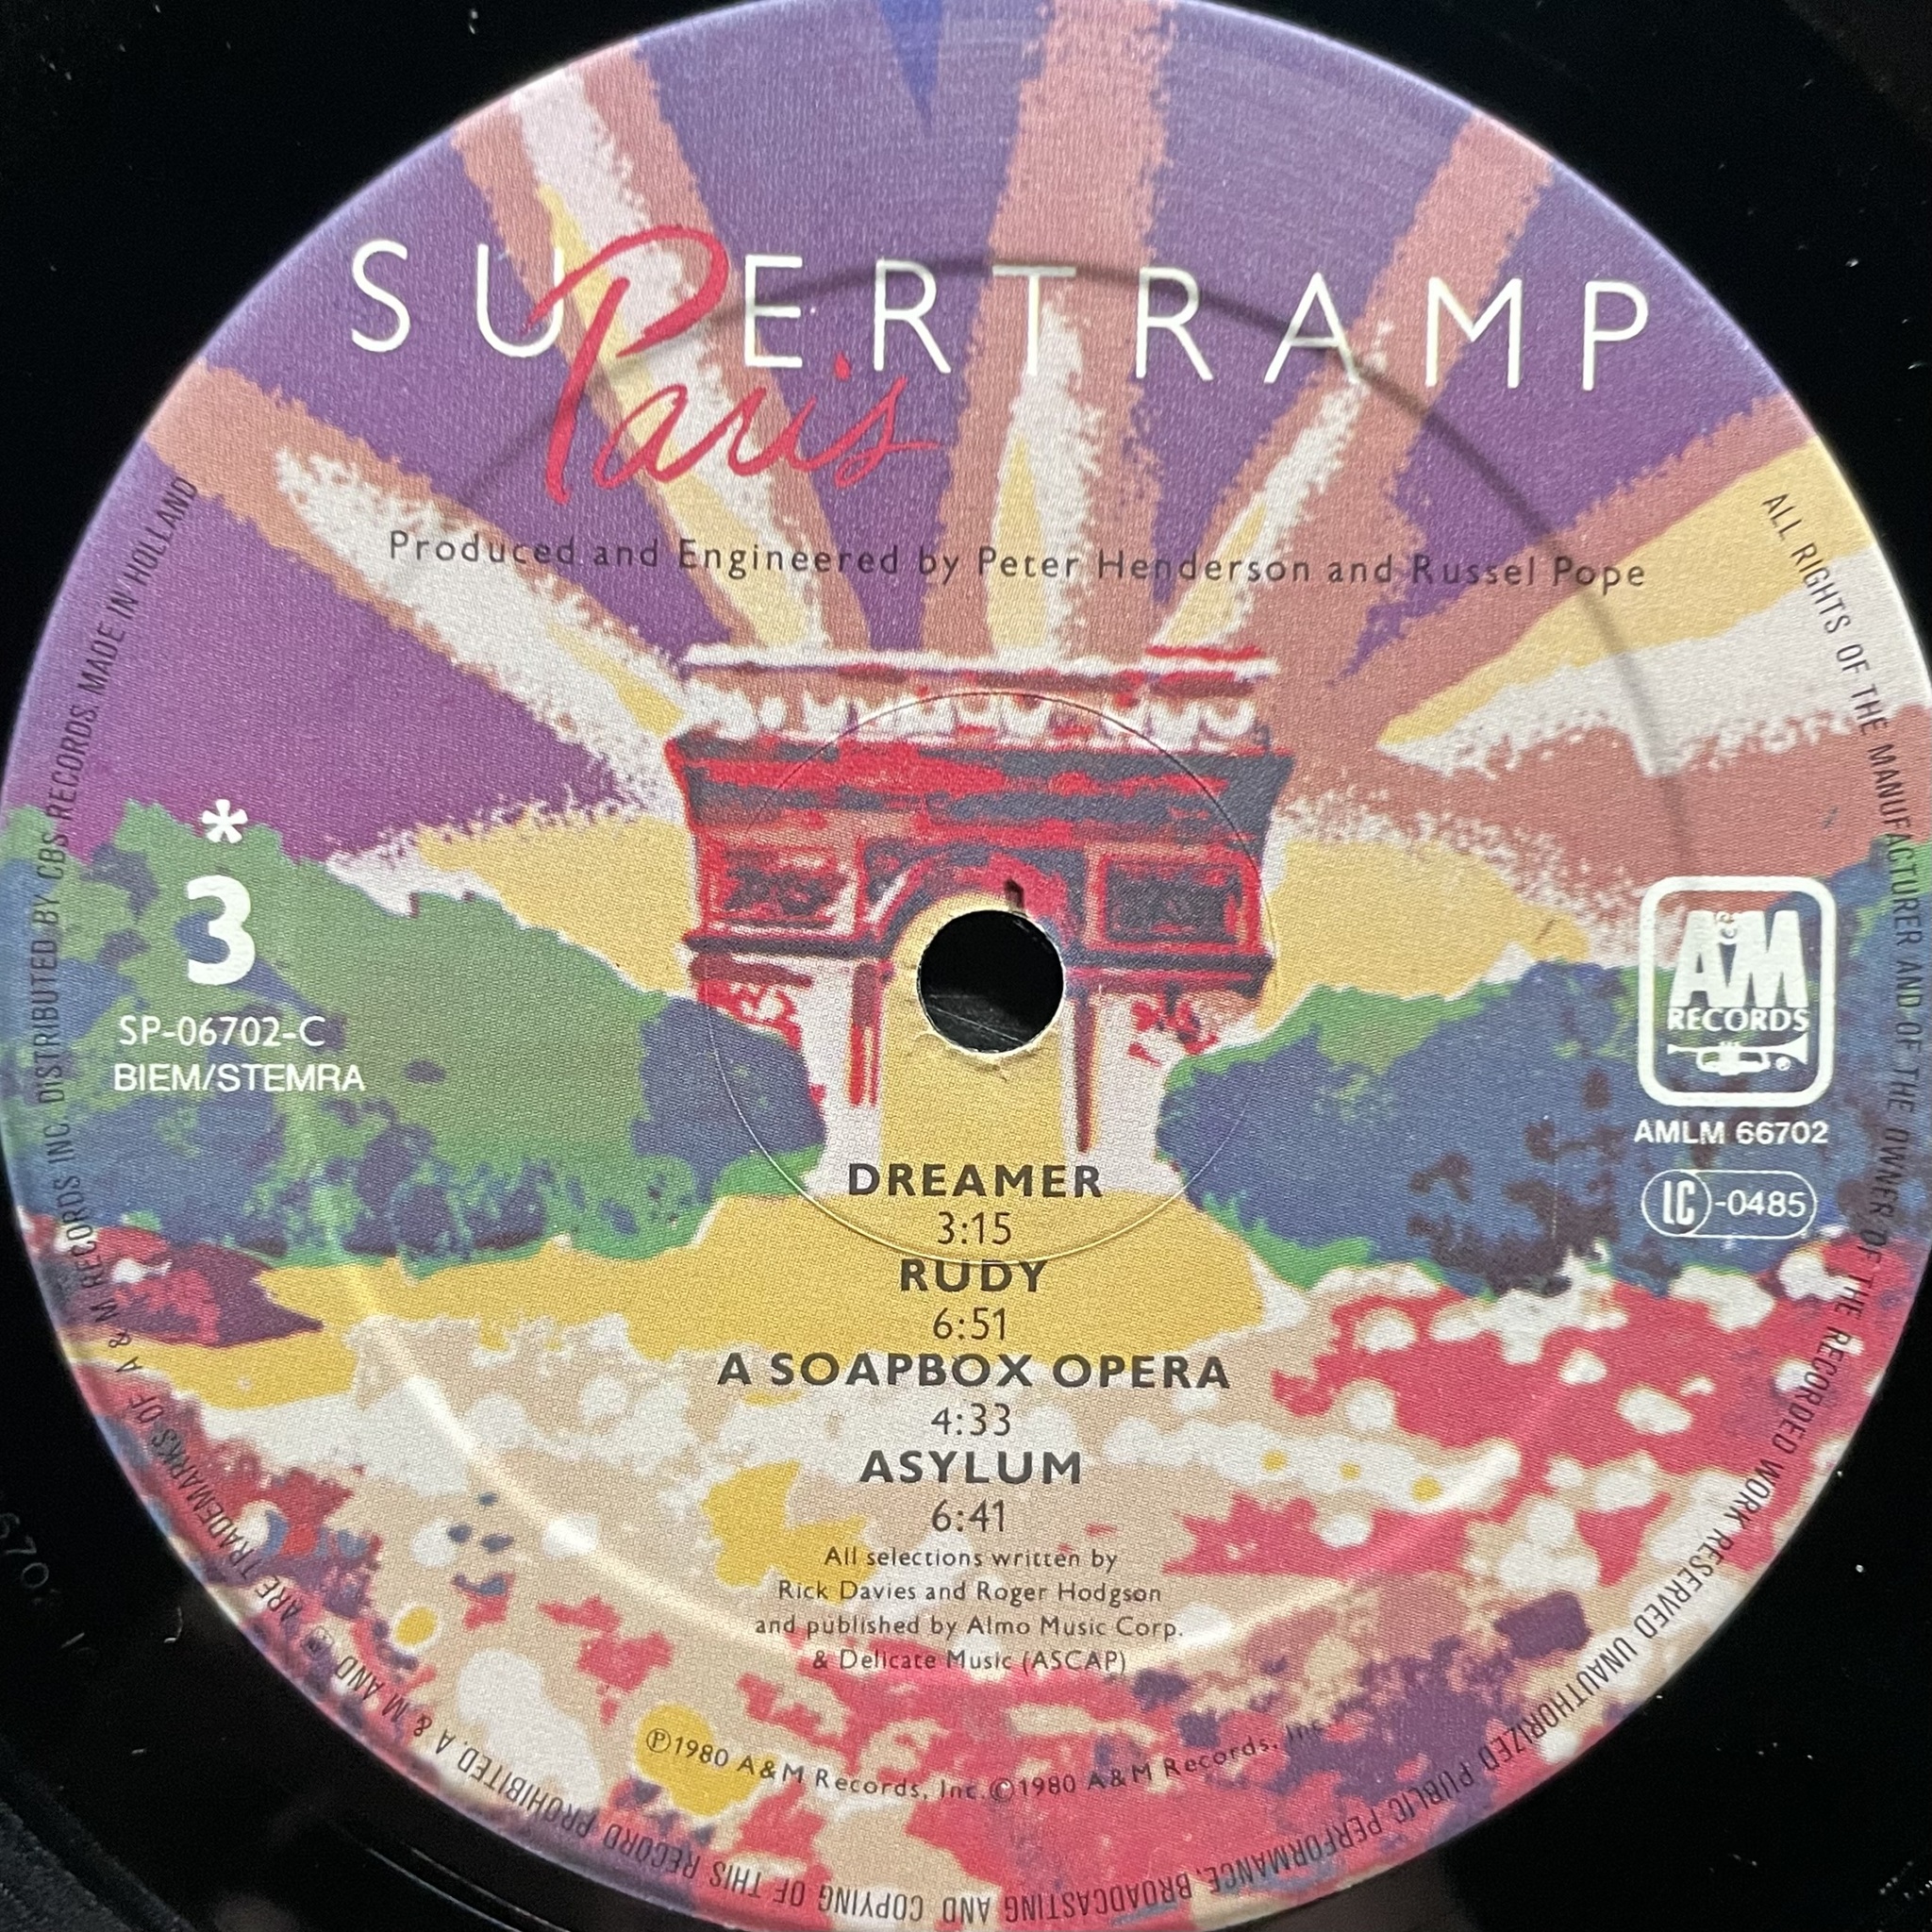 SUPERTRAMP
Paris
Produced and Engineered by Peter Henderson and Russel Pope
*
3
SP-06702-C
BIEM/STEMRA
A&M
RECORDS
®
AMLM 66702
LC-0485
DREAMER
3:15
RUDY
6:51
A SOAPBOX OPERA
4:33
ASYLUM
6:41
All selections written by
Rick Davies and Roger Hodgson
and published by Almo Music Corp.
& Delicate Music (ASCAP)
℗1980 A&M Records, Inc.©1980 A&M Records, Inc.
ALL RIGHTS OF THE MANUFACTURER AND OF THE OWNER OF THE RECORDED WORK RESERVED UNAUTHORIZED PUBLIC PERFORMANCE, BROADCASTING AND COPYING OF THIS RECORD PROHIBITED. A & M AND ARE TRADEMARKS OF A & M RECORDS INC. DISTRIBUTED BY CBS RECORDS. MADE IN HOLLAND